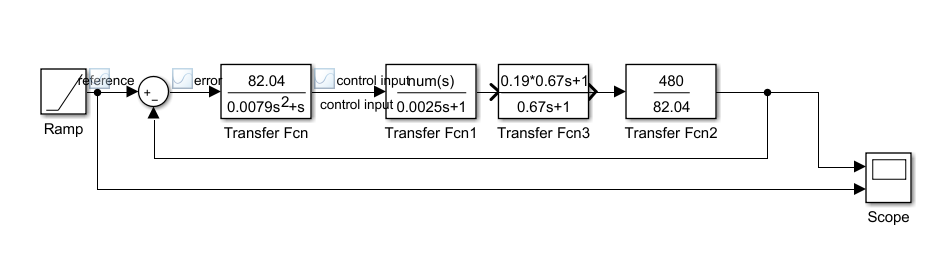 reference
error
control input
control input
+
−
82.04
0.0079s2+s
num(s)
0.0025s+1
0.19*0.67s+1
0.67s+1
480
82.04
Ramp
Transfer Fcn
Transfer Fcn1
Transfer Fcn3
Transfer Fcn2
Scope